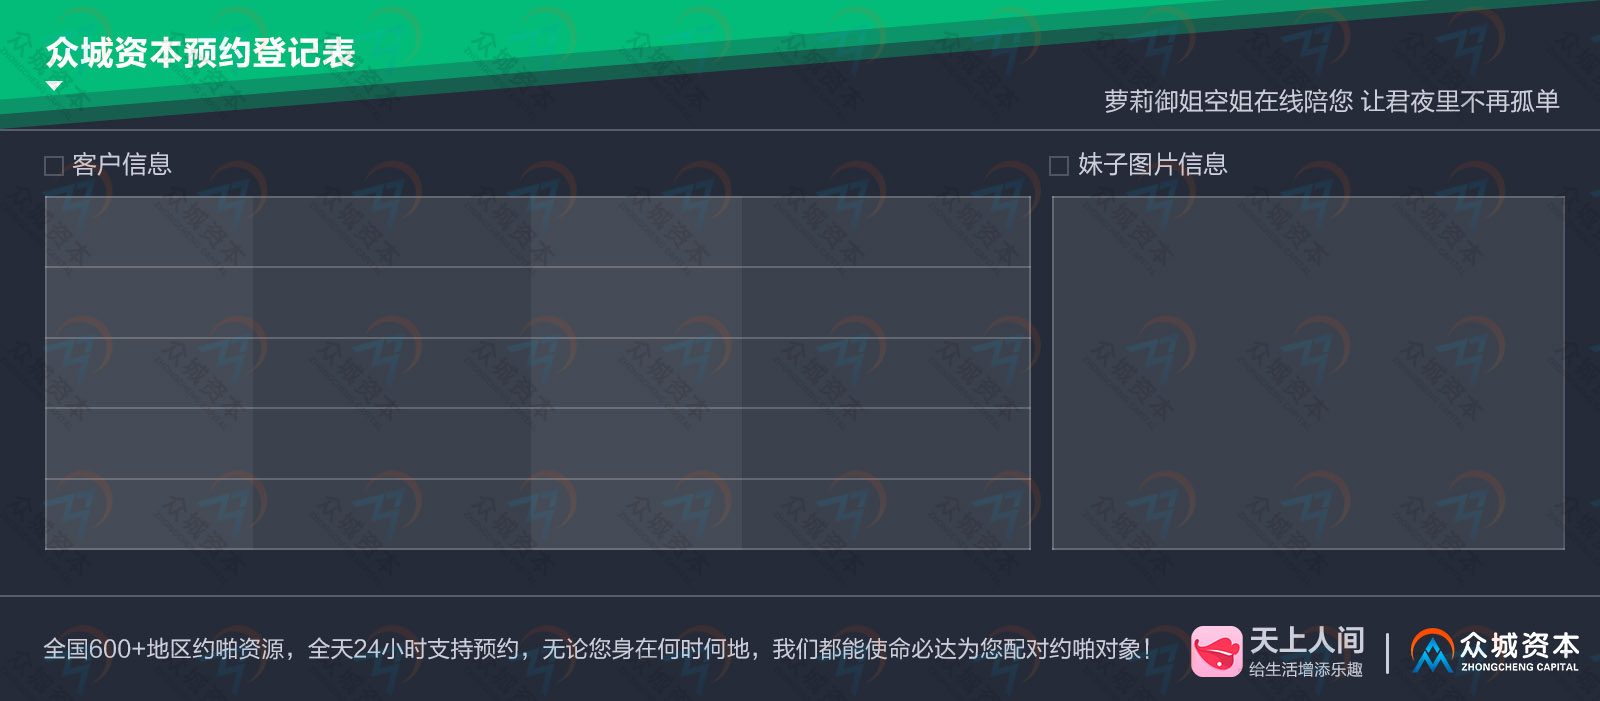 众城资本预约登记表
萝莉御姐空姐在线陪您 让君夜里不再孤单
客户信息
妹子图片信息
全国600+地区约啪资源，全天24小时支持预约，无论您身在何时何地，我们都能使命必达为您配对约啪对象！
天上人间
给生活增添乐趣
众城资本
ZHONGCHENG CAPITAL